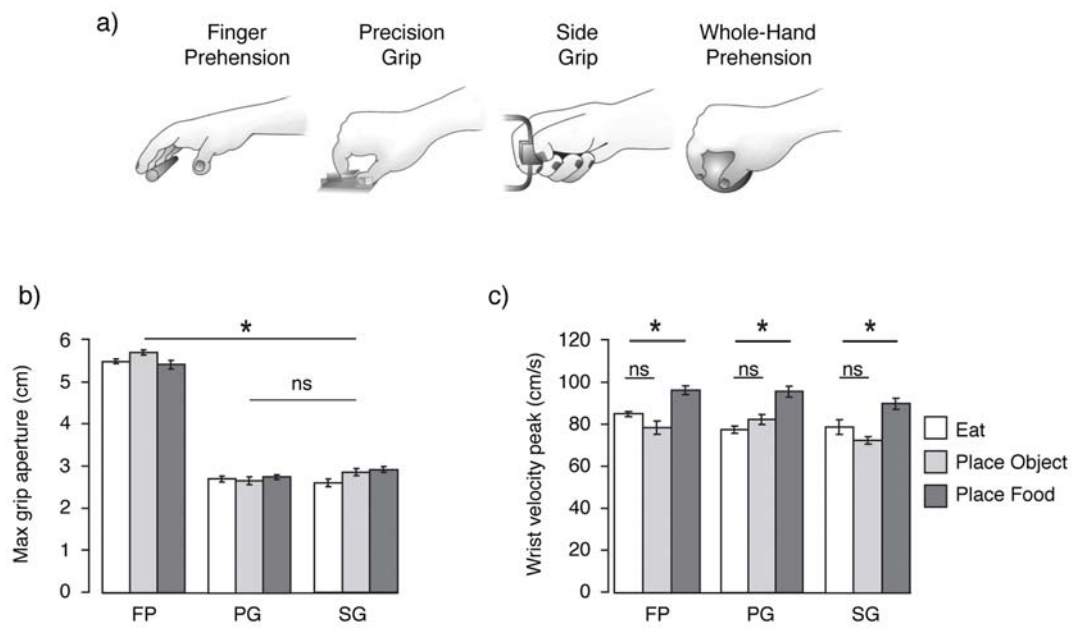 a)
Finger
Prehension
Precision
Grip
Side
Grip
Whole-Hand
Prehension
b)
Max grip aperture (cm)
6
5
4
3
2
1
0
*
ns
FP
PG
SG
c)
Wrist velocity peak (cm/s)
120
100
80
60
40
20
0
*
*
*
ns
ns
ns
FP
PG
SG
Eat
Place Object
Place Food